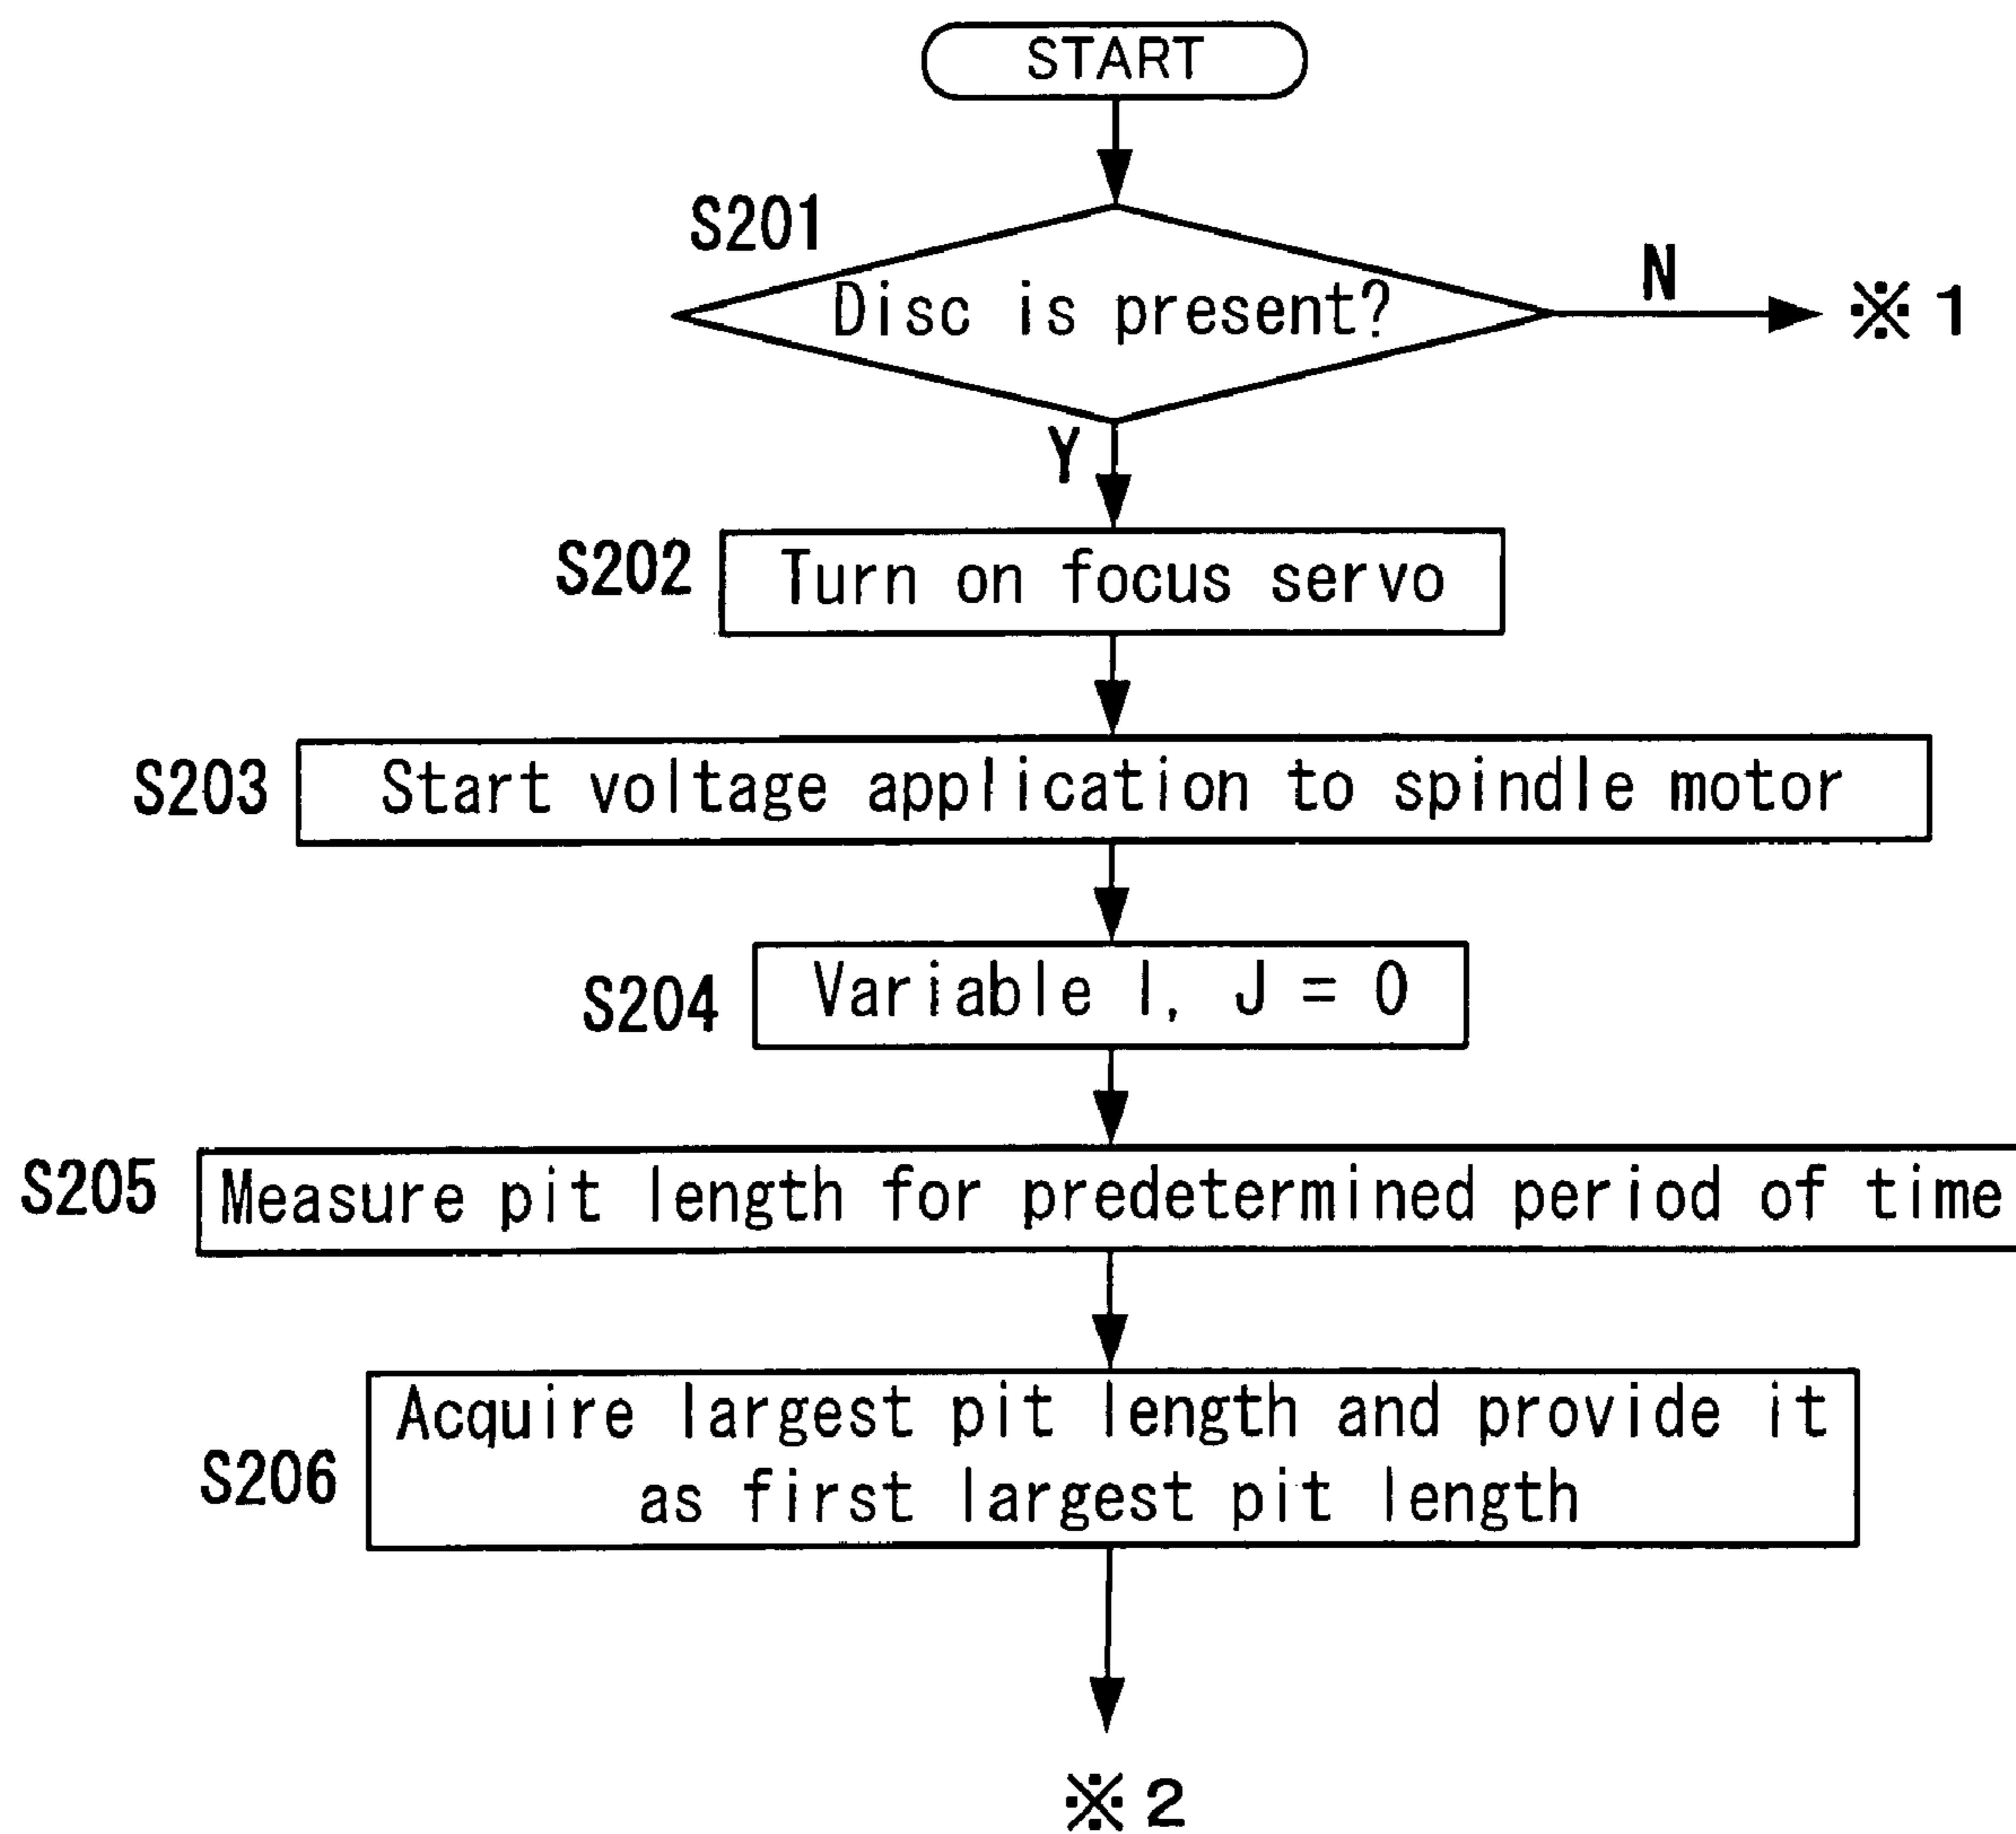 START
S201
Disc is present?
N
※1
Y
S202
Turn on focus servo
S203
Start voltage application to spindle motor
S204
Variable I, J = 0
S205
Measure pit length for predetermined period of time
S206
Acquire largest pit length and provide it
as first largest pit length
※2